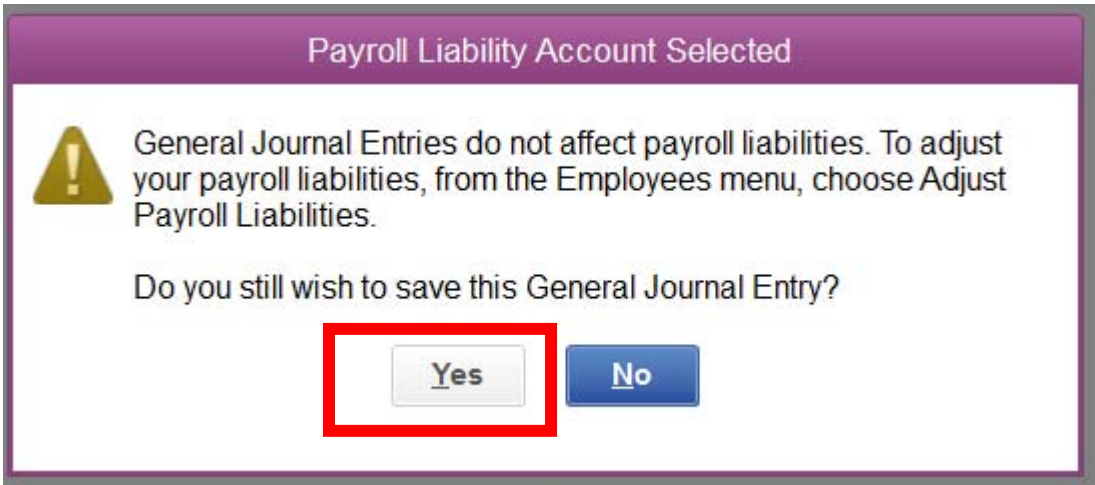 Payroll Liability Account Selected
General Journal Entries do not affect payroll liabilities. To adjust
your payroll liabilities, from the Employees menu, choose Adjust
Payroll Liabilities.
Do you still wish to save this General Journal Entry?
Yes No